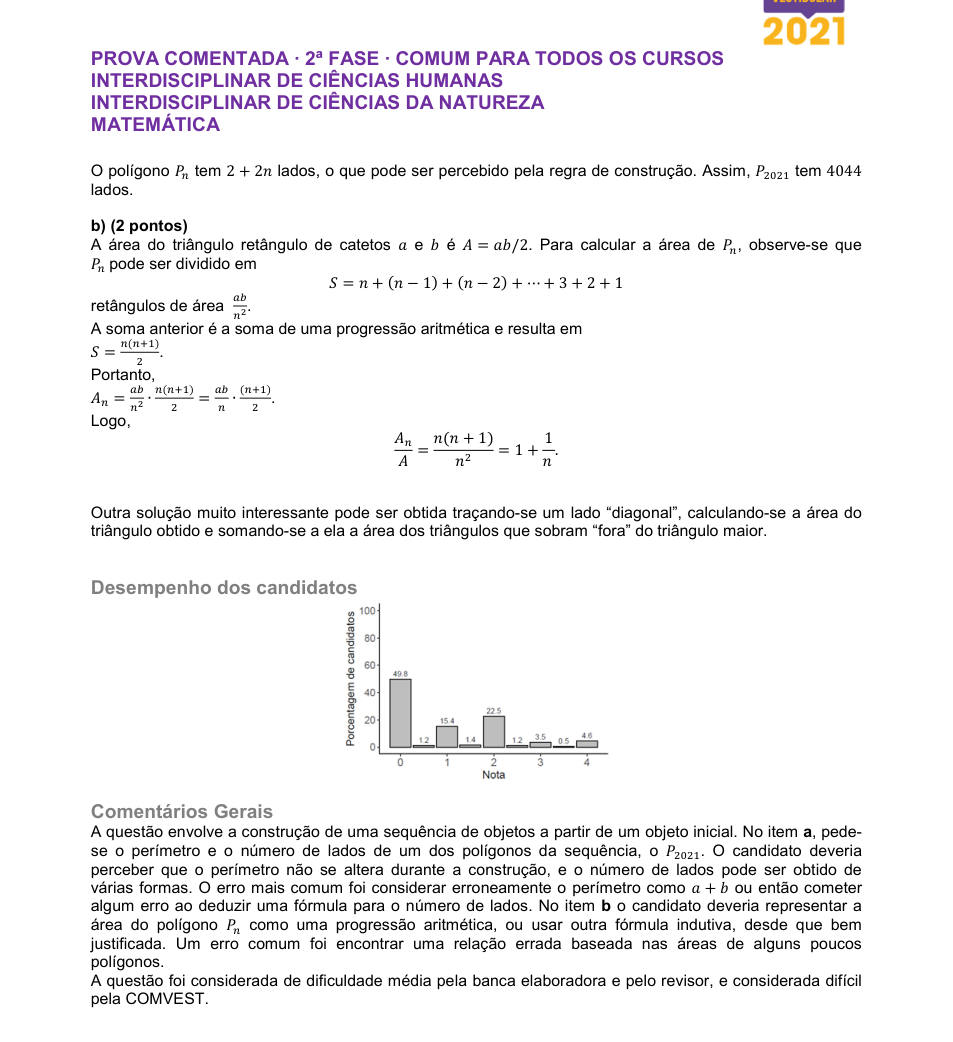 VESTIBULAR
2021
PROVA COMENTADA · 2ª FASE · COMUM PARA TODOS OS CURSOS
INTERDISCIPLINAR DE CIÊNCIAS HUMANAS
INTERDISCIPLINAR DE CIÊNCIAS DA NATUREZA
MATEMÁTICA
O polígono Pₙ tem 2 + 2n lados, o que pode ser percebido pela regra de construção. Assim, P₂₀₂₁ tem 4044
lados.
b) (2 pontos)
A área do triângulo retângulo de catetos a e b é A = ab/2. Para calcular a área de Pₙ, observe-se que
Pₙ pode ser dividido em
S = n + (n − 1) + (n − 2) + ⋯ + 3 + 2 + 1
retângulos de área ab/n².
A soma anterior é a soma de uma progressão aritmética e resulta em
S = n(n+1)/2.
Portanto,
Aₙ = ab/n² · n(n+1)/2 = ab/n · (n+1)/2.
Logo,
Aₙ/A = n(n + 1)/n² = 1 + 1/n.
Outra solução muito interessante pode ser obtida traçando-se um lado “diagonal”, calculando-se a área do
triângulo obtido e somando-se a ela a área dos triângulos que sobram “fora” do triângulo maior.
Desempenho dos candidatos
Porcentagem de candidatos
100
80
60
40
20
0
49.8
1.2
15.4
1.4
22.5
1.2
3.5
0.5
4.6
0 1 2 3 4
Nota
Comentários Gerais
A questão envolve a construção de uma sequência de objetos a partir de um objeto inicial. No item a, pede-
se o perímetro e o número de lados de um dos polígonos da sequência, o P₂₀₂₁. O candidato deveria
perceber que o perímetro não se altera durante a construção, e o número de lados pode ser obtido de
várias formas. O erro mais comum foi considerar erroneamente o perímetro como a + b ou então cometer
algum erro ao deduzir uma fórmula para o número de lados. No item b o candidato deveria representar a
área do polígono Pₙ como uma progressão aritmética, ou usar outra fórmula indutiva, desde que bem
justificada. Um erro comum foi encontrar uma relação errada baseada nas áreas de alguns poucos
polígonos.
A questão foi considerada de dificuldade média pela banca elaboradora e pelo revisor, e considerada difícil
pela COMVEST.